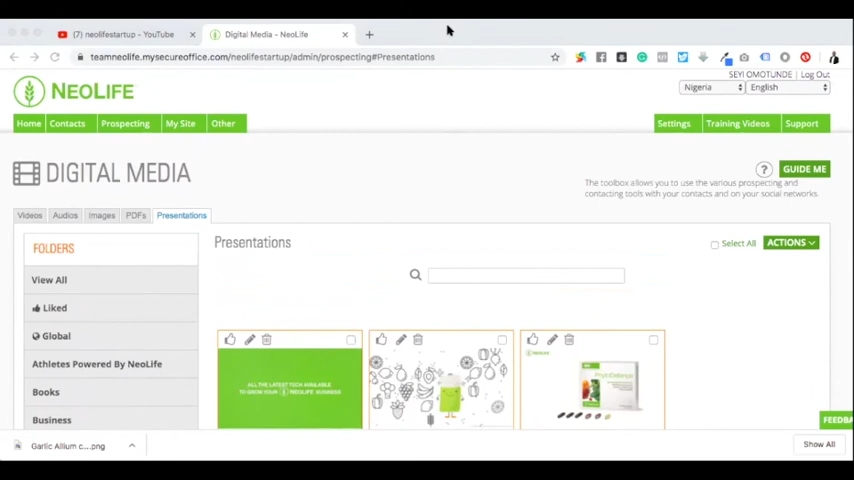 (7) neolifestartup - YouTube
Digital Media - NeoLife
teamneolife.mysecureoffice.com/neolifestartup/admin/prospecting#Presentations
SEYI OMOTUNDE | Log Out
NEOLIFE
Nigeria
English
Home
Contacts
Prospecting
My Site
Other
Settings
Training Videos
Support
DIGITAL MEDIA
? GUIDE ME
The toolbox allows you to use the various prospecting and
contacting tools with your contacts and on your social networks.
Videos
Audios
Images
PDFs
Presentations
FOLDERS
View All
Liked
Global
Athletes Powered By NeoLife
Books
Business
Presentations
Select All
ACTIONS
ALL THE LATEST TECH AVAILABLE
TO GROW YOUR NEOLIFE BUSINESS
NEOLIFE
PhytoDefence
FEEDBA
Garlic Allium c....png
Show All